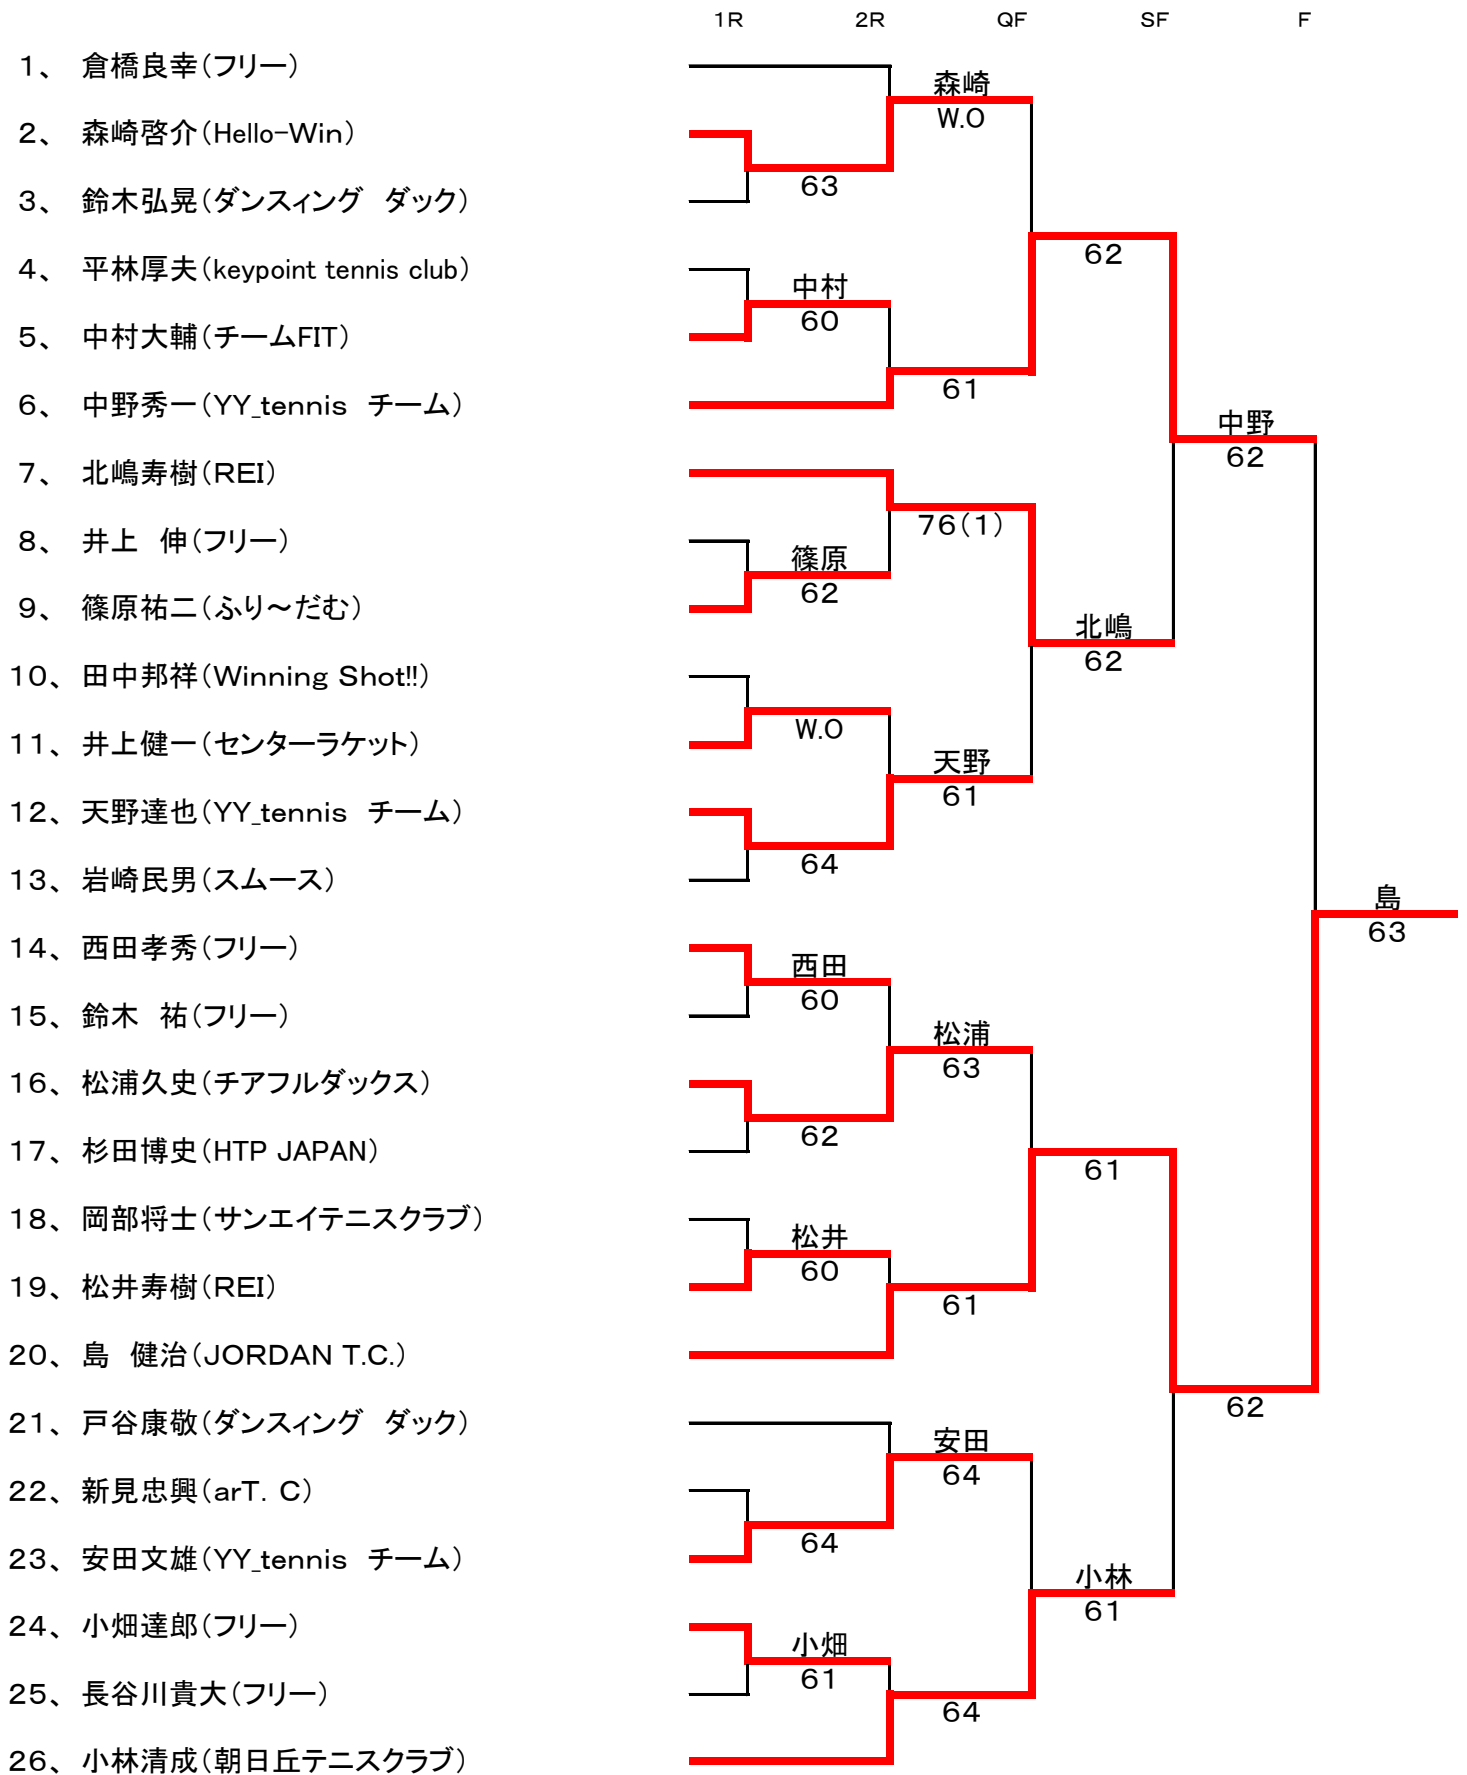 1R 2R QF SF F
1、 倉橋良幸(フリー)
森崎
W.O
2、 森崎啓介(Hello-Win)
63
3、 鈴木弘晃(ダンスィング ダック)
62
4、 平林厚夫(keypoint tennis club)
中村
60
5、 中村大輔(チームFIT)
61
6、 中野秀一(YY_tennis チーム)
中野
62
7、 北嶋寿樹(REI)
76(1)
8、 井上 伸(フリー)
篠原
62
9、 篠原祐二(ふり～だむ)
北嶋
62
10、 田中邦祥(Winning Shot!!)
W.O
11、 井上健一(センターラケット)
天野
61
12、 天野達也(YY_tennis チーム)
64
13、 岩崎民男(スムース)
島
63
14、 西田孝秀(フリー)
西田
60
15、 鈴木 祐(フリー)
松浦
63
16、 松浦久史(チアフルダックス)
62
17、 杉田博史(HTP JAPAN)
61
18、 岡部将士(サンエイテニスクラブ)
松井
60
19、 松井寿樹(REI)
61
20、 島 健治(JORDAN T.C.)
62
21、 戸谷康敬(ダンスィング ダック)
安田
64
22、 新見忠興(arT. C)
64
23、 安田文雄(YY_tennis チーム)
小林
61
24、 小畑達郎(フリー)
小畑
61
25、 長谷川貴大(フリー)
64
26、 小林清成(朝日丘テニスクラブ)